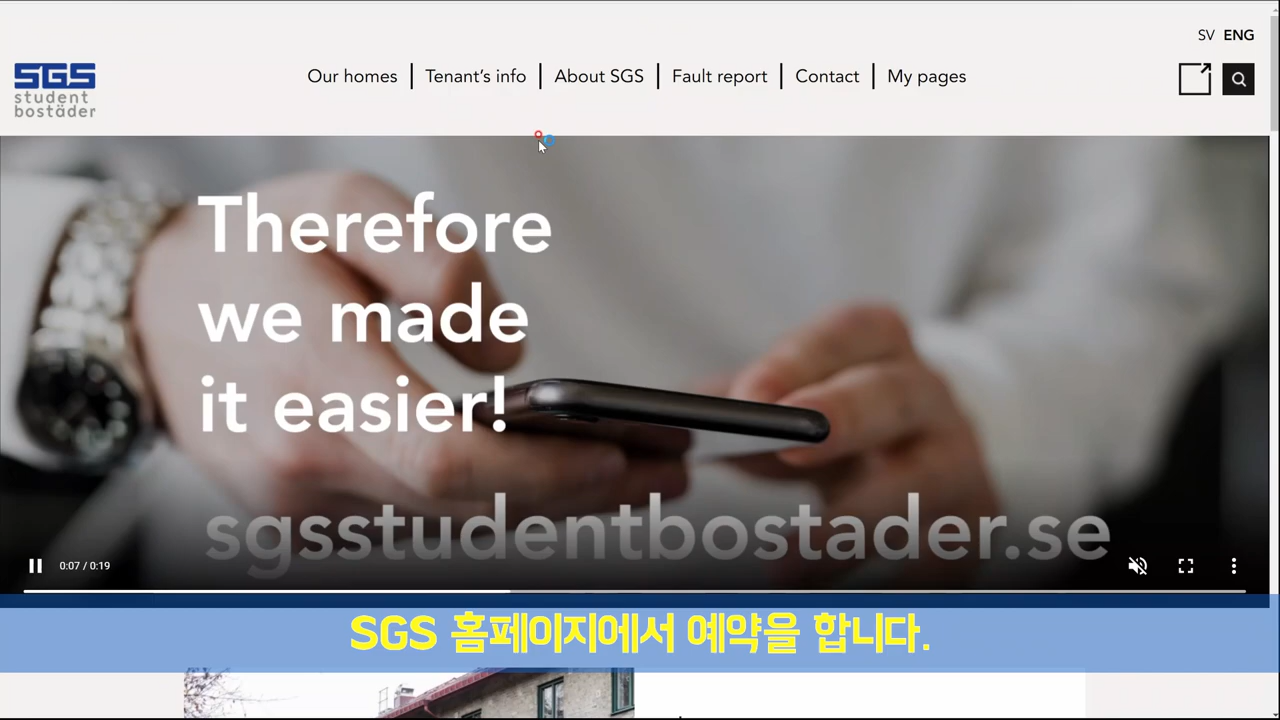 SV ENG
SGS
student
bostäder
Our homes
Tenant's info
About SGS
Fault report
Contact
My pages
Therefore
we made
it easier!
sgsstudentbostader.se
0:07 / 0:19
SGS 홈페이지에서 예약을 합니다.